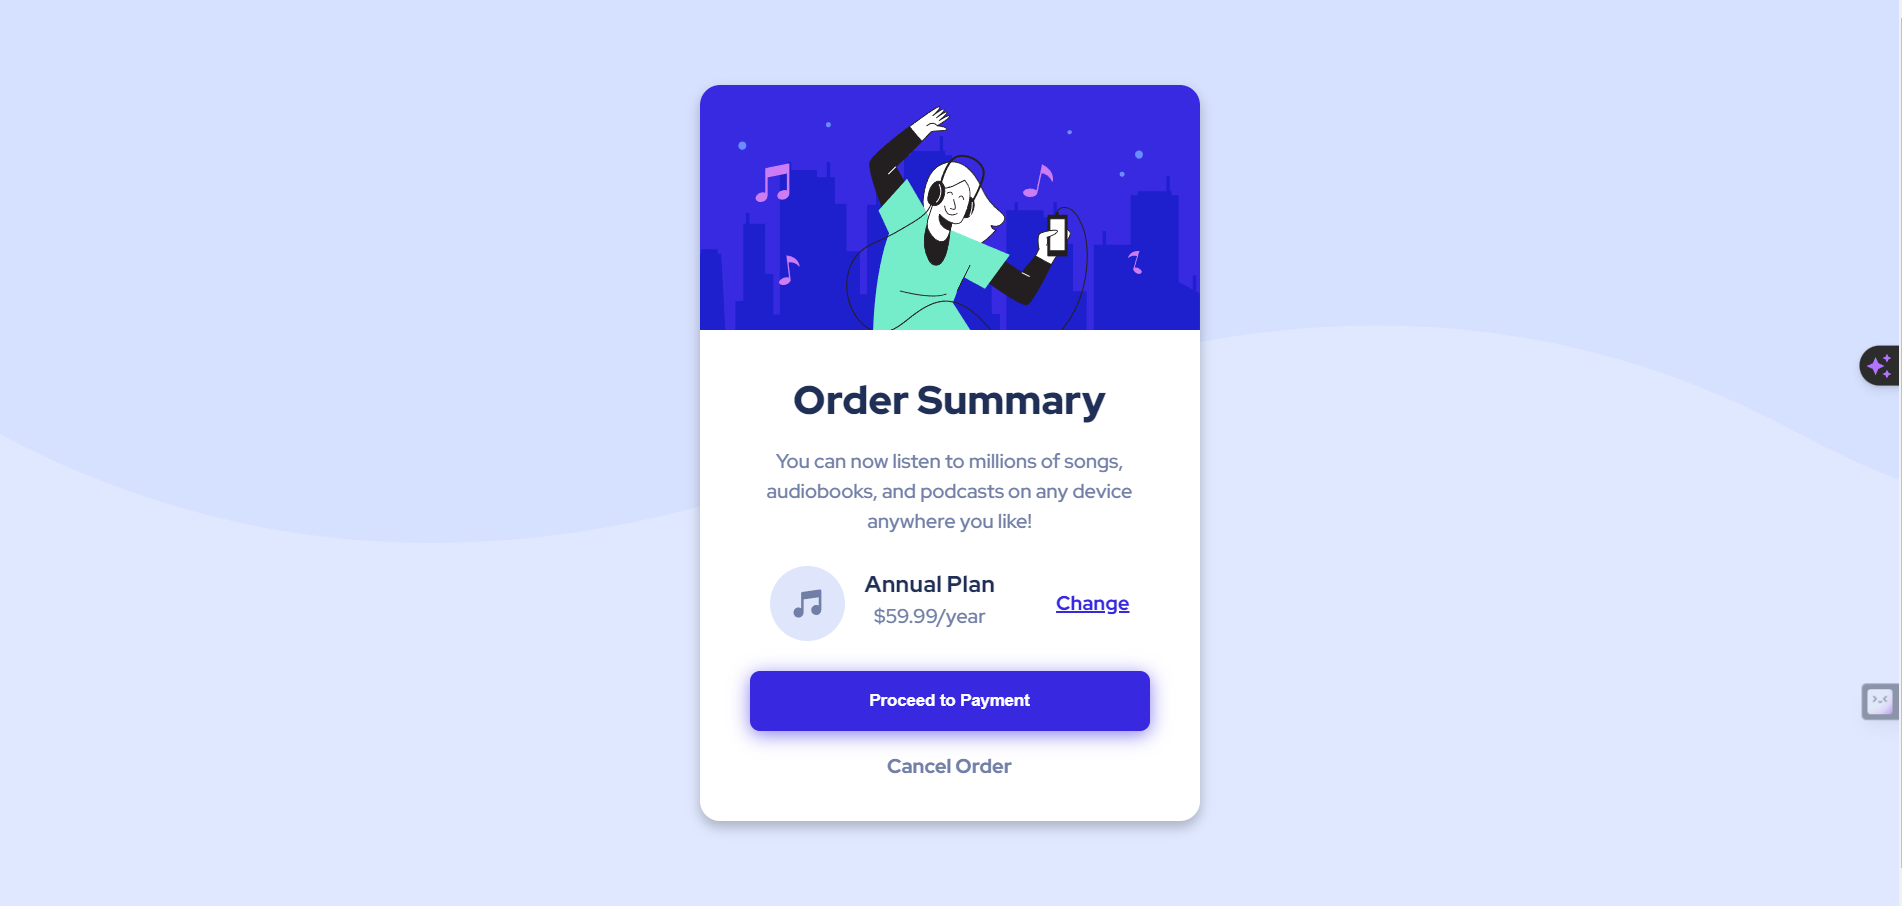 Order Summary
You can now listen to millions of songs,
audiobooks, and podcasts on any device
anywhere you like!
Annual Plan
$59.99/year
Change
Proceed to Payment
Cancel Order